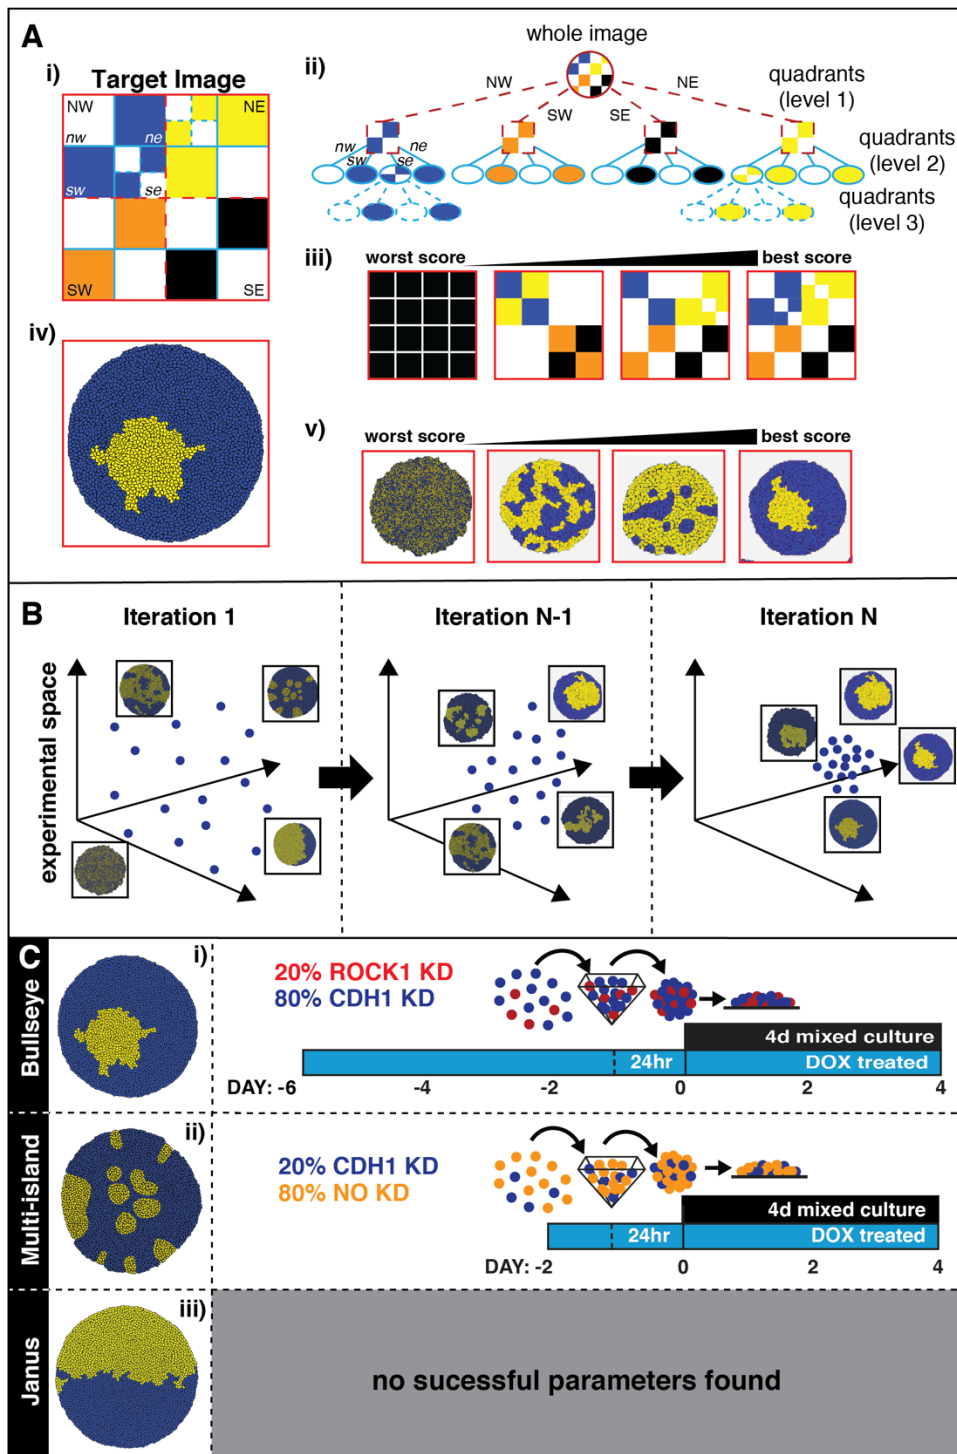 A
i)
Target Image
NW
NE
nw
ne
sw
se
SW
SE
ii)
whole image
NW
SW
SE
NE
quadrants
(level 1)
nw
sw
se
ne
quadrants
(level 2)
quadrants
(level 3)
iii)
worst score
best score
iv)
v)
worst score
best score
B
Iteration 1
Iteration N-1
Iteration N
experimental space
C
Bullseye
i)
20% ROCK1 KD
80% CDH1 KD
4d mixed culture
24hr
DOX treated
DAY: -6
-4
-2
0
2
4
Multi-island
ii)
20% CDH1 KD
80% NO KD
4d mixed culture
24hr
DOX treated
DAY: -2
0
2
4
Janus
iii)
no sucessful parameters found